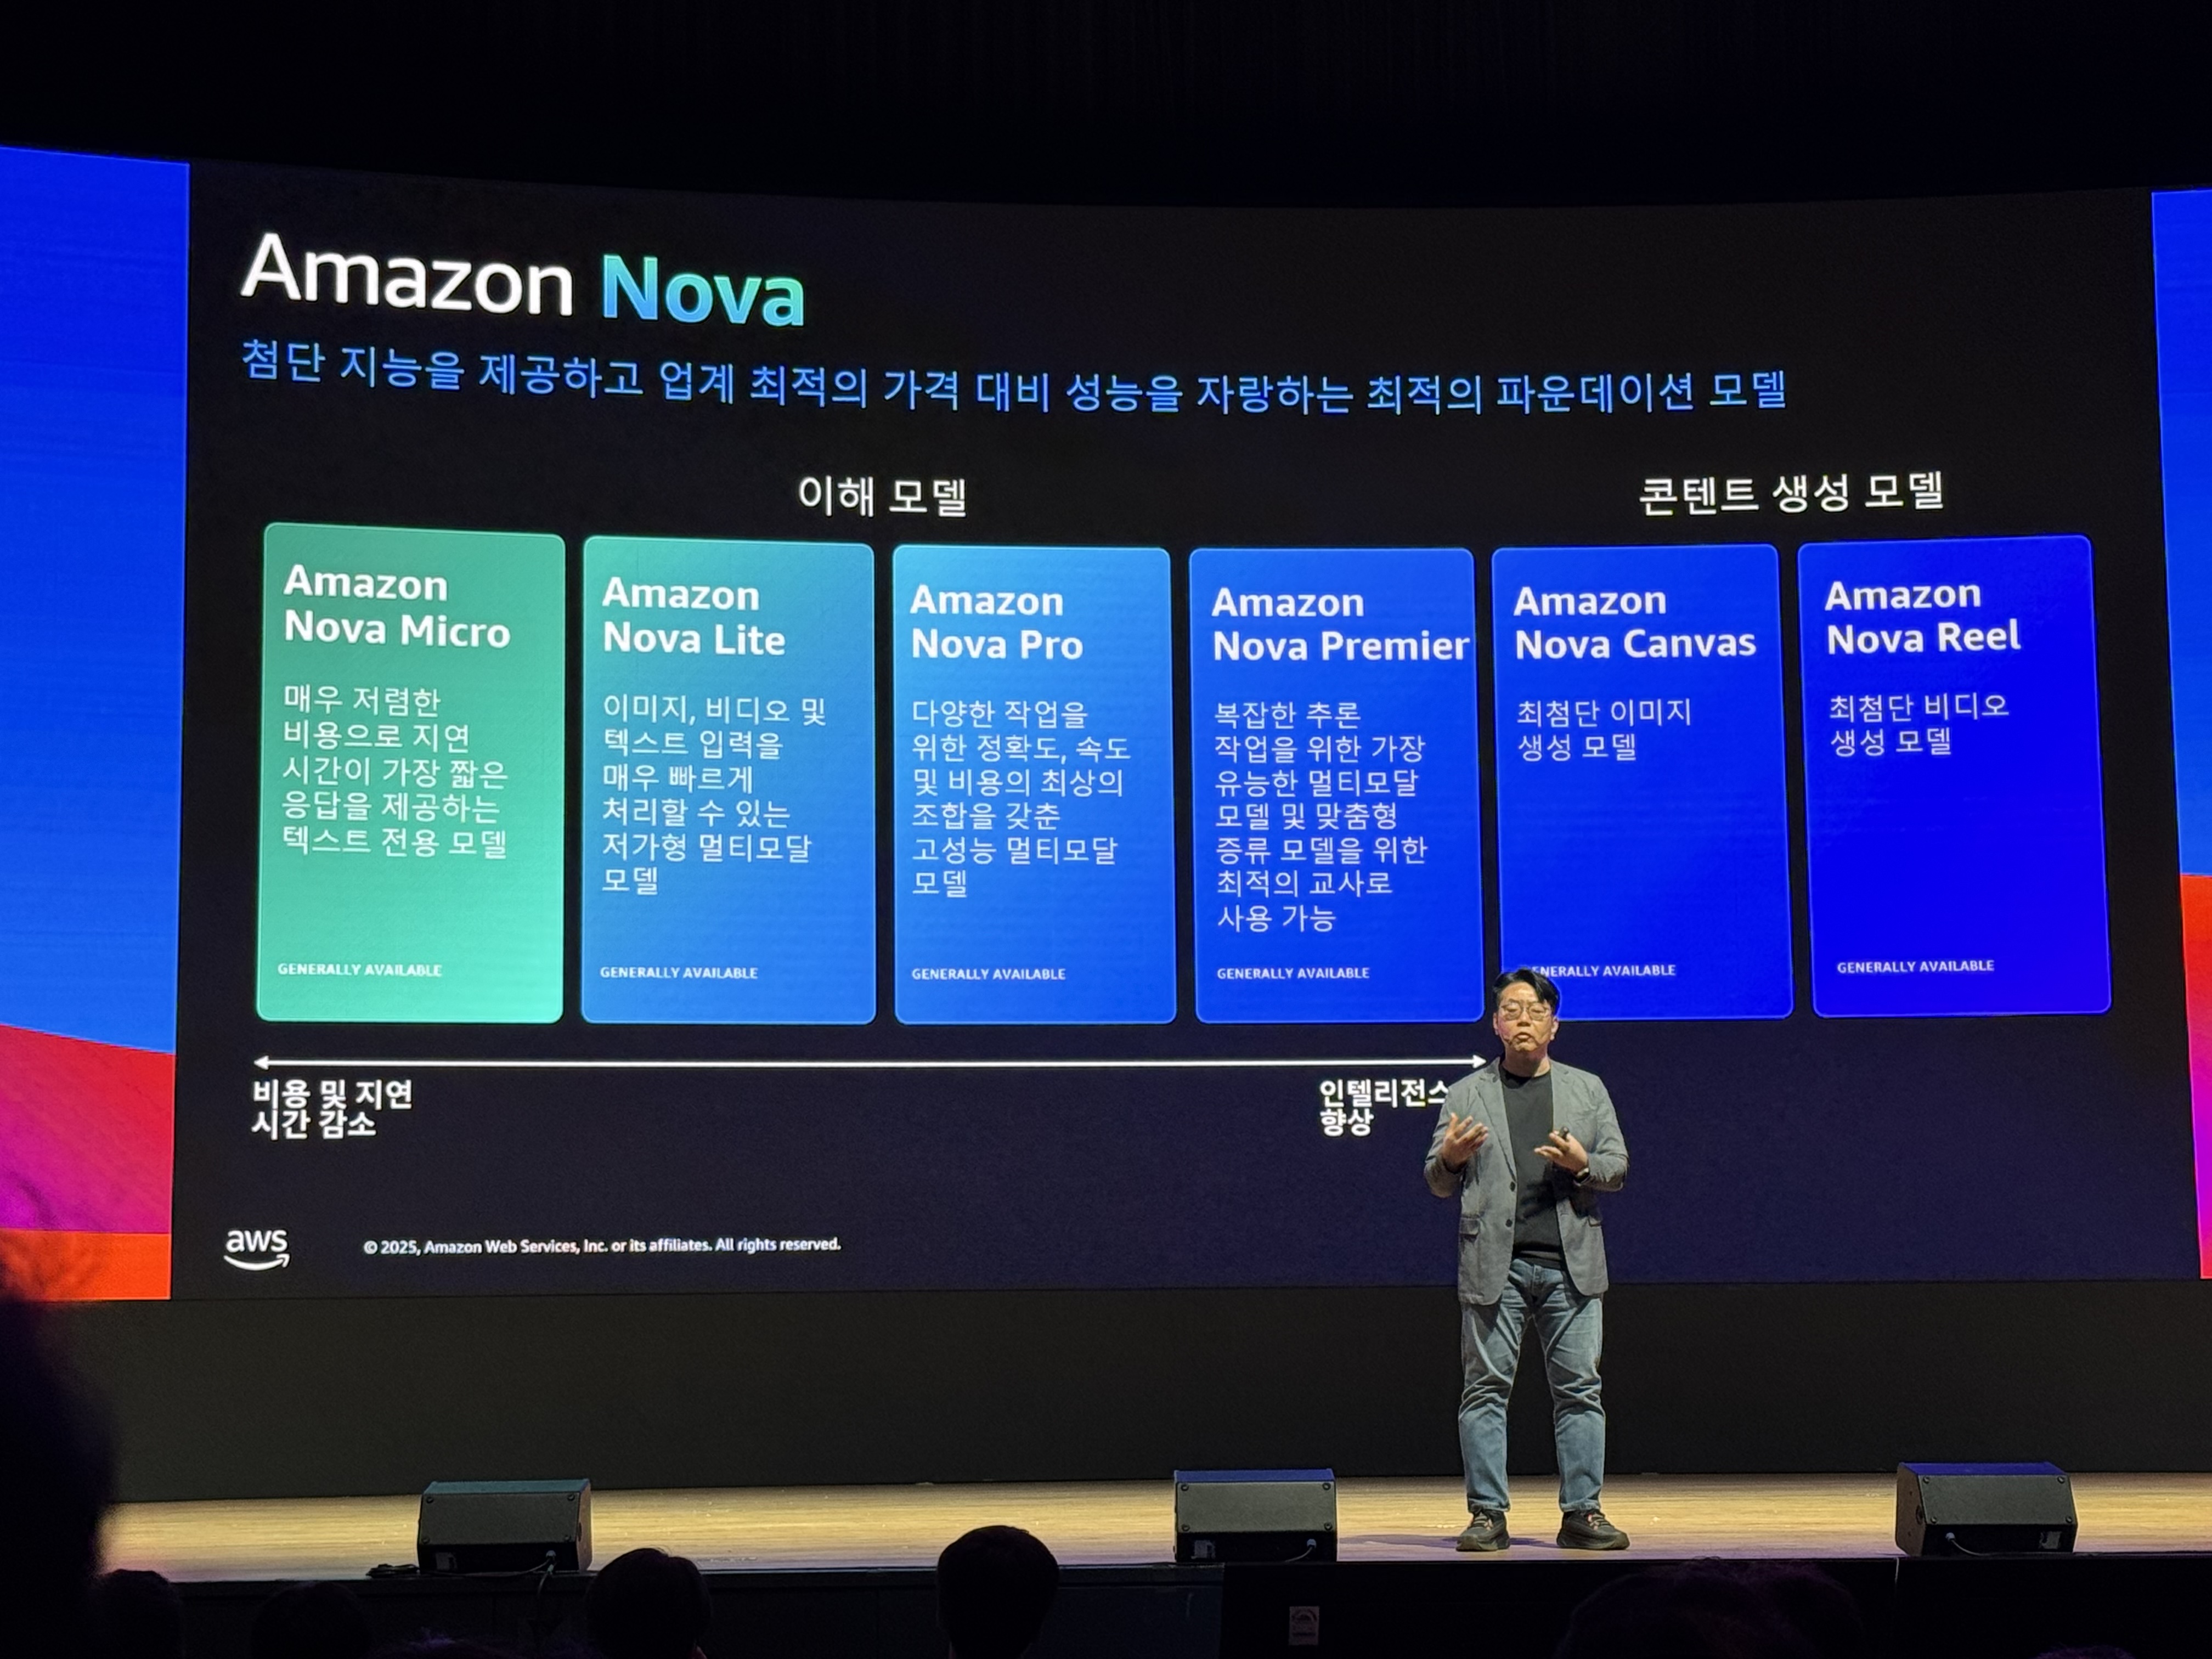 Amazon Nova
첨단 지능을 제공하고 업계 최적의 가격 대비 성능을 자랑하는 최적의 파운데이션 모델
이해 모델
콘텐트 생성 모델
Amazon
Nova Micro
매우 저렴한
비용으로 지연
시간이 가장 짧은
응답을 제공하는
텍스트 전용 모델
GENERALLY AVAILABLE
Amazon
Nova Lite
이미지, 비디오 및
텍스트 입력을
매우 빠르게
처리할 수 있는
저가형 멀티모달
모델
GENERALLY AVAILABLE
Amazon
Nova Pro
다양한 작업을
위한 정확도, 속도
및 비용의 최상의
조합을 갖춘
고성능 멀티모달
모델
GENERALLY AVAILABLE
Amazon
Nova Premier
복잡한 추론
작업을 위한 가장
유능한 멀티모달
모델 및 맞춤형
증류 모델을 위한
최적의 교사로
사용 가능
GENERALLY AVAILABLE
Amazon
Nova Canvas
최첨단 이미지
생성 모델
GENERALLY AVAILABLE
Amazon
Nova Reel
최첨단 비디오
생성 모델
GENERALLY AVAILABLE
비용 및 지연
시간 감소
인텔리전스
향상
aws
© 2025, Amazon Web Services, Inc. or its affiliates. All rights reserved.